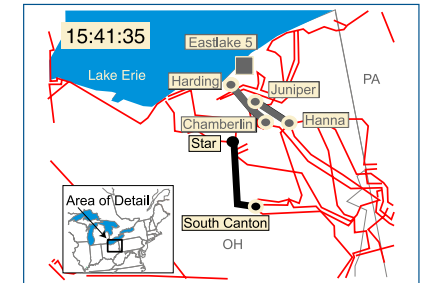 15:41:35
Eastlake 5
Lake Erie
Harding
Juniper
PA
Chamberlin
Hanna
Star
Area of Detail
South Canton
OH